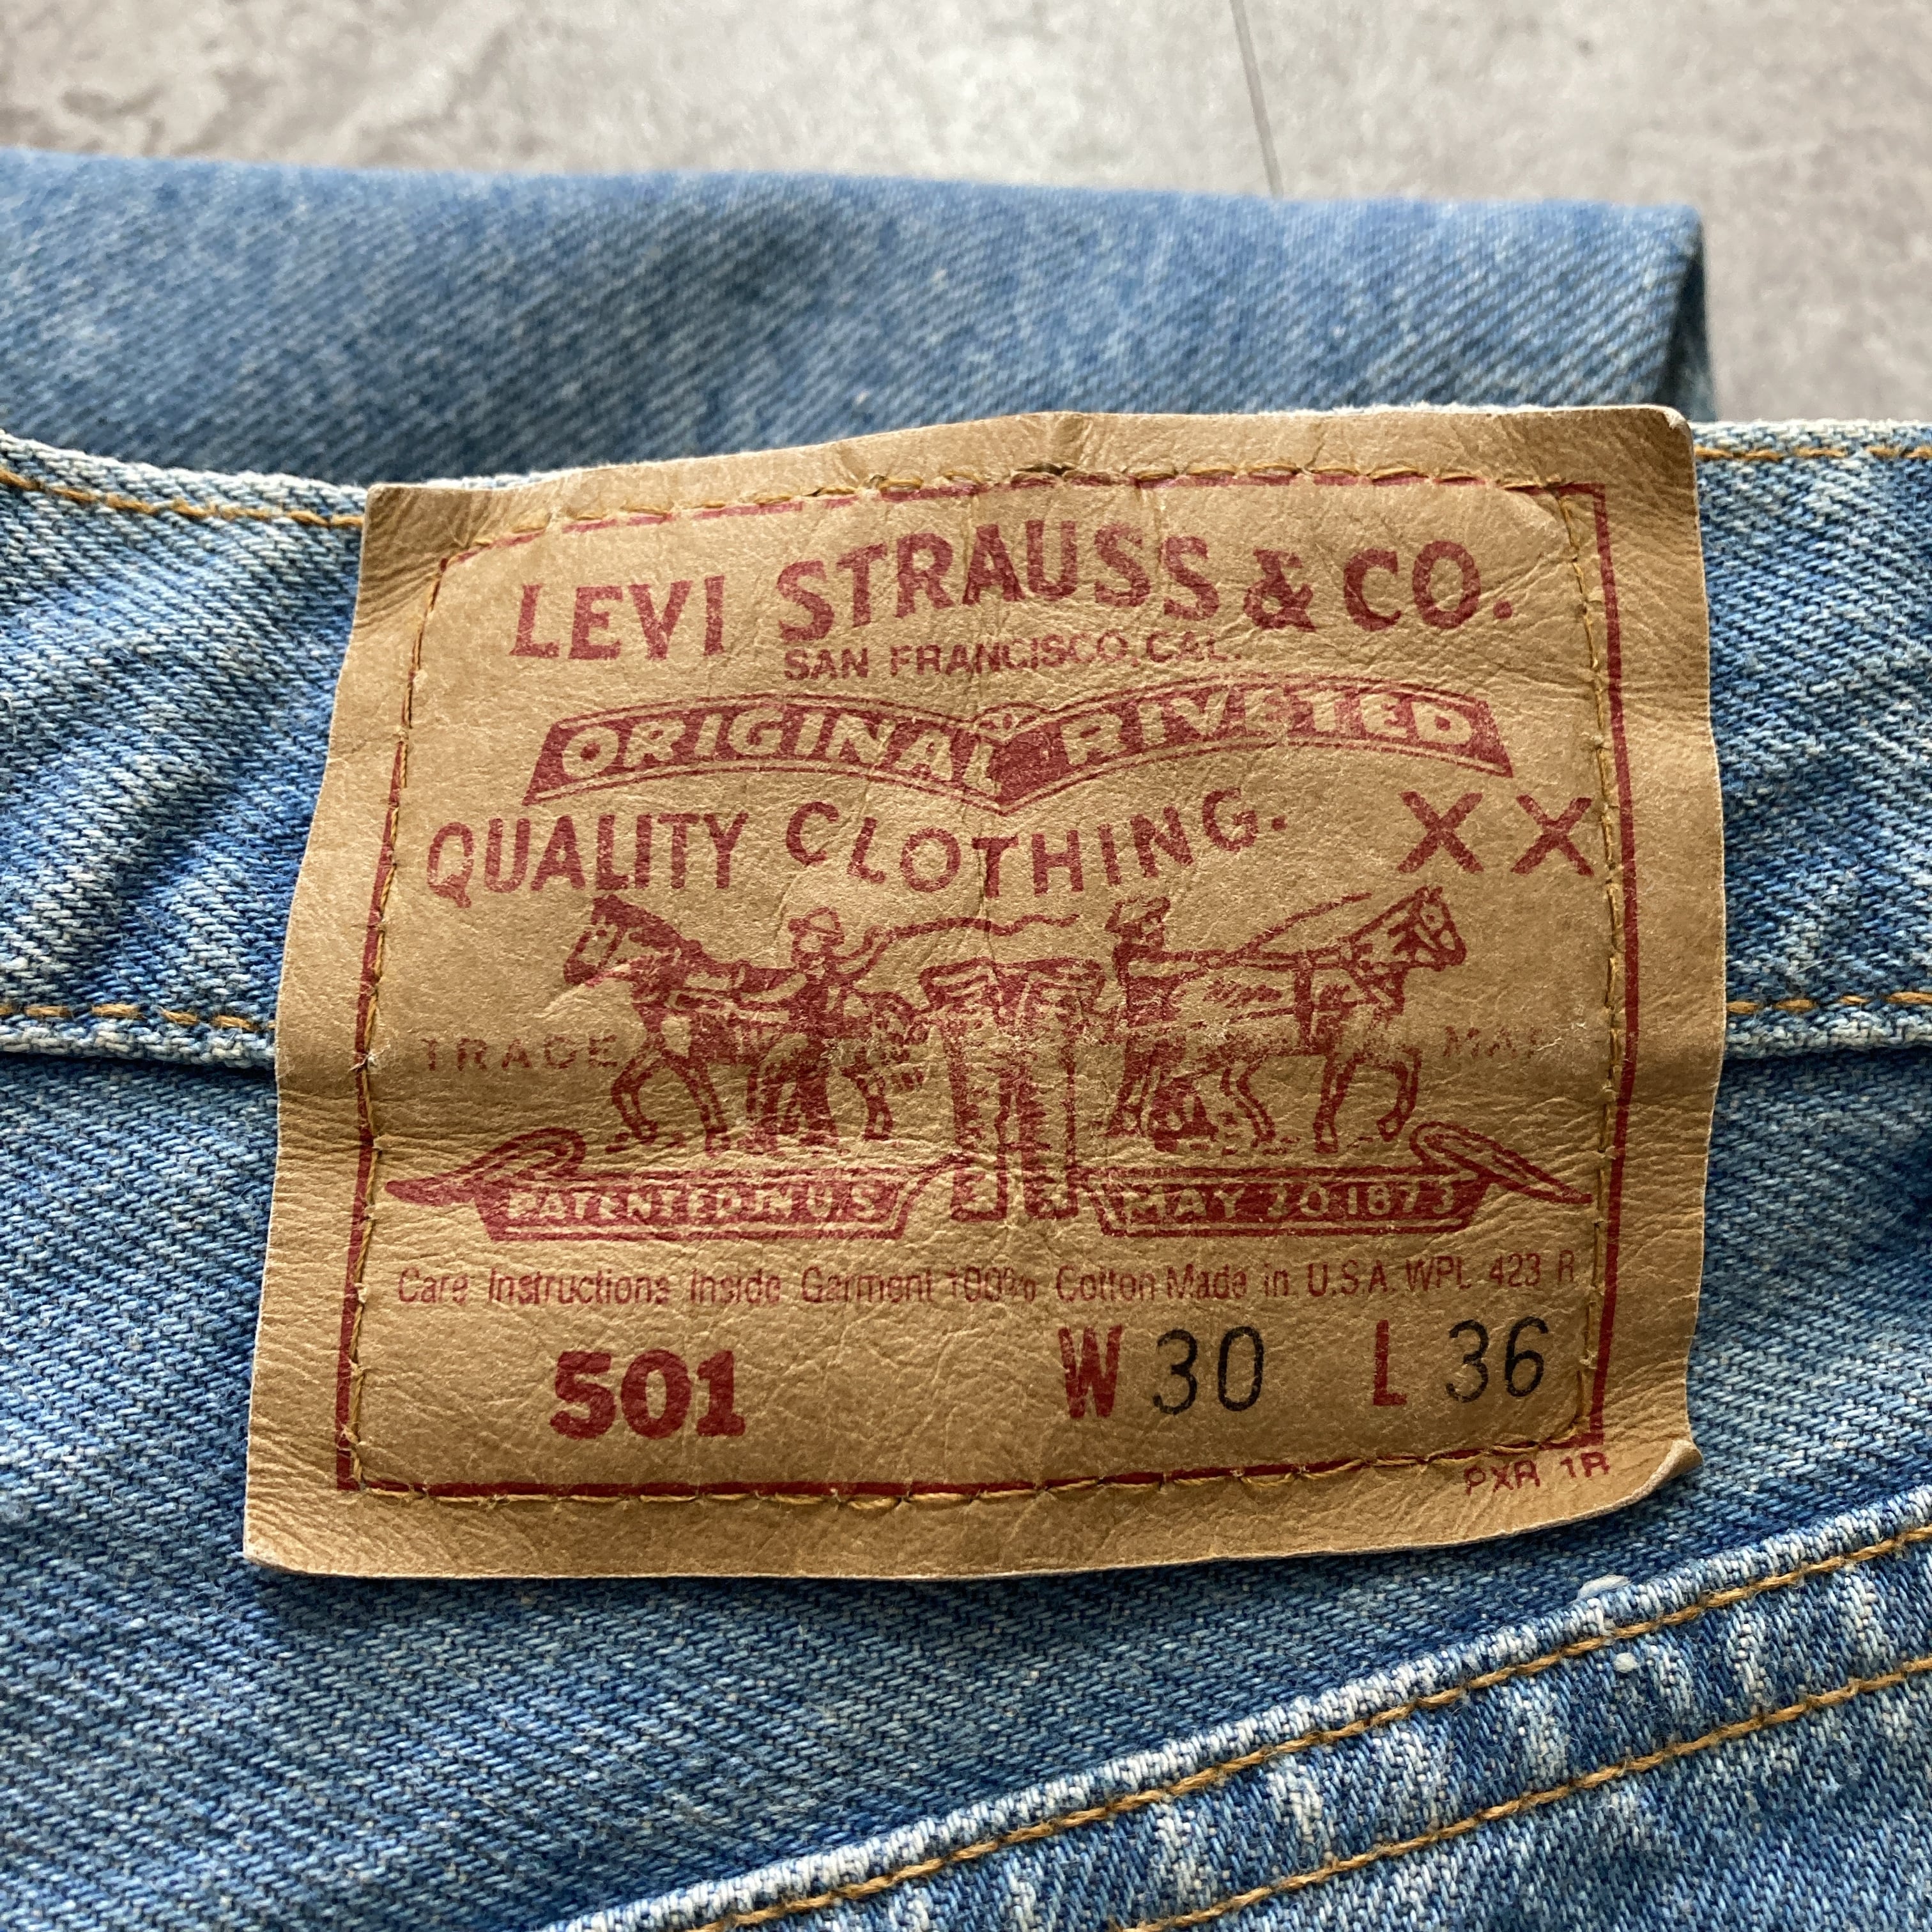 LEVI STRAUSS & CO.
SAN FRANCISCO, CAL.
ORIGINAL RIVETED
QUALITY CLOTHING. XX
TRADE
PATENTED IN U.S. MAY 20 1873
Care Instructions Inside Garment 100% Cotton Made in U.S.A. WPL 423 R
501 W 30 L 36
PXR 1R